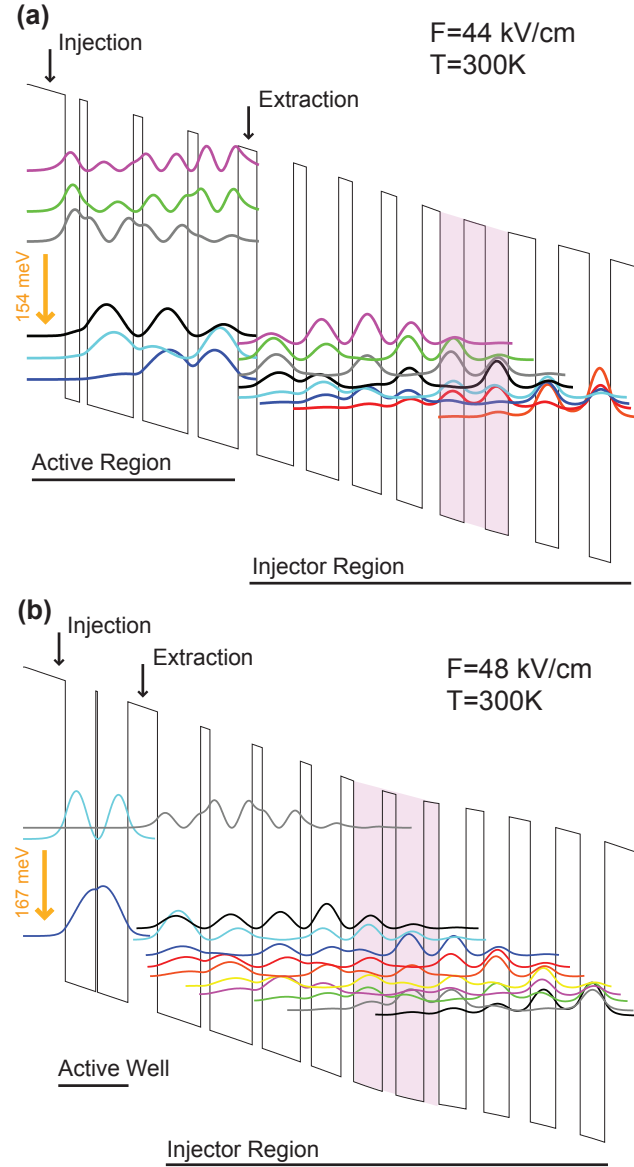 (a)
Injection
F=44 kV/cm
T=300K
Extraction
154 meV
Active Region
Injector Region
(b)
Injection
Extraction
F=48 kV/cm
T=300K
167 meV
Active Well
Injector Region